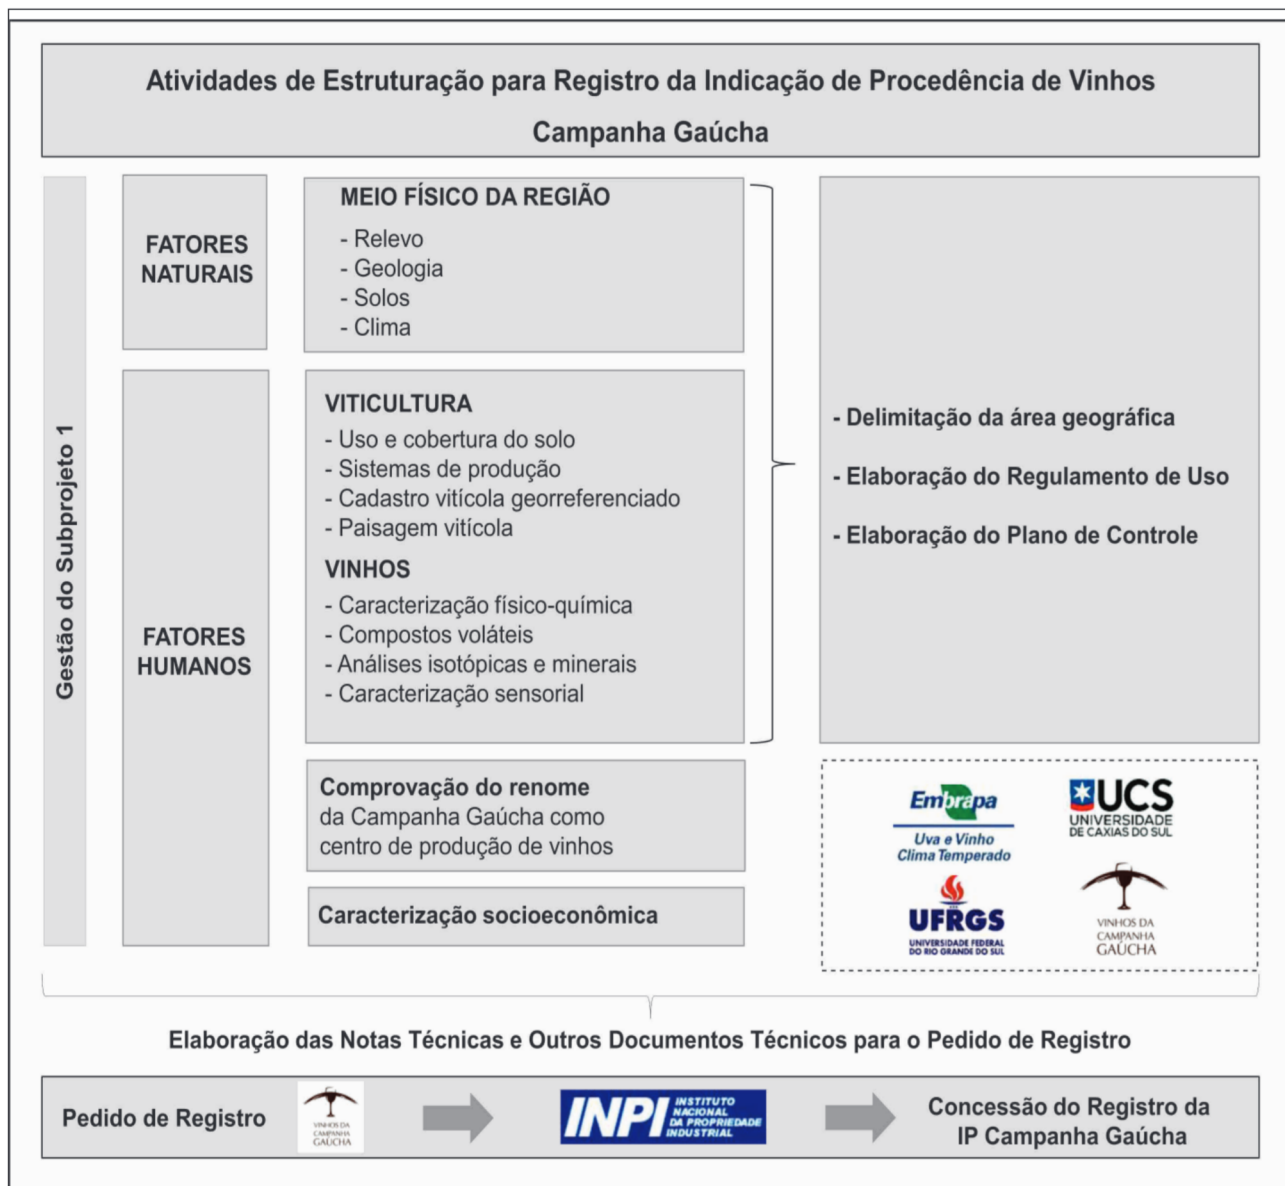 Atividades de Estruturação para Registro da Indicação de Procedência de Vinhos
Campanha Gaúcha
Gestão do Subprojeto 1
FATORES
NATURAIS
MEIO FÍSICO DA REGIÃO
- Relevo
- Geologia
- Solos
- Clima
FATORES
HUMANOS
VITICULTURA
- Uso e cobertura do solo
- Sistemas de produção
- Cadastro vitícola georreferenciado
- Paisagem vitícola
VINHOS
- Caracterização físico-química
- Compostos voláteis
- Análises isotópicas e minerais
- Caracterização sensorial
Comprovação do renome
da Campanha Gaúcha como
centro de produção de vinhos
Caracterização socioeconômica
- Delimitação da área geográfica
- Elaboração do Regulamento de Uso
- Elaboração do Plano de Controle
Embrapa
Uva e Vinho
Clima Temperado
UCS
UNIVERSIDADE
DE CAXIAS DO SUL
UFRGS
UNIVERSIDADE FEDERAL
DO RIO GRANDE DO SUL
VINHOS DA
CAMPANHA
GAÚCHA
Elaboração das Notas Técnicas e Outros Documentos Técnicos para o Pedido de Registro
Pedido de Registro
VINHOS DA
CAMPANHA
GAÚCHA
INPI
INSTITUTO
NACIONAL
DA PROPRIEDADE
INDUSTRIAL
Concessão do Registro da
IP Campanha Gaúcha